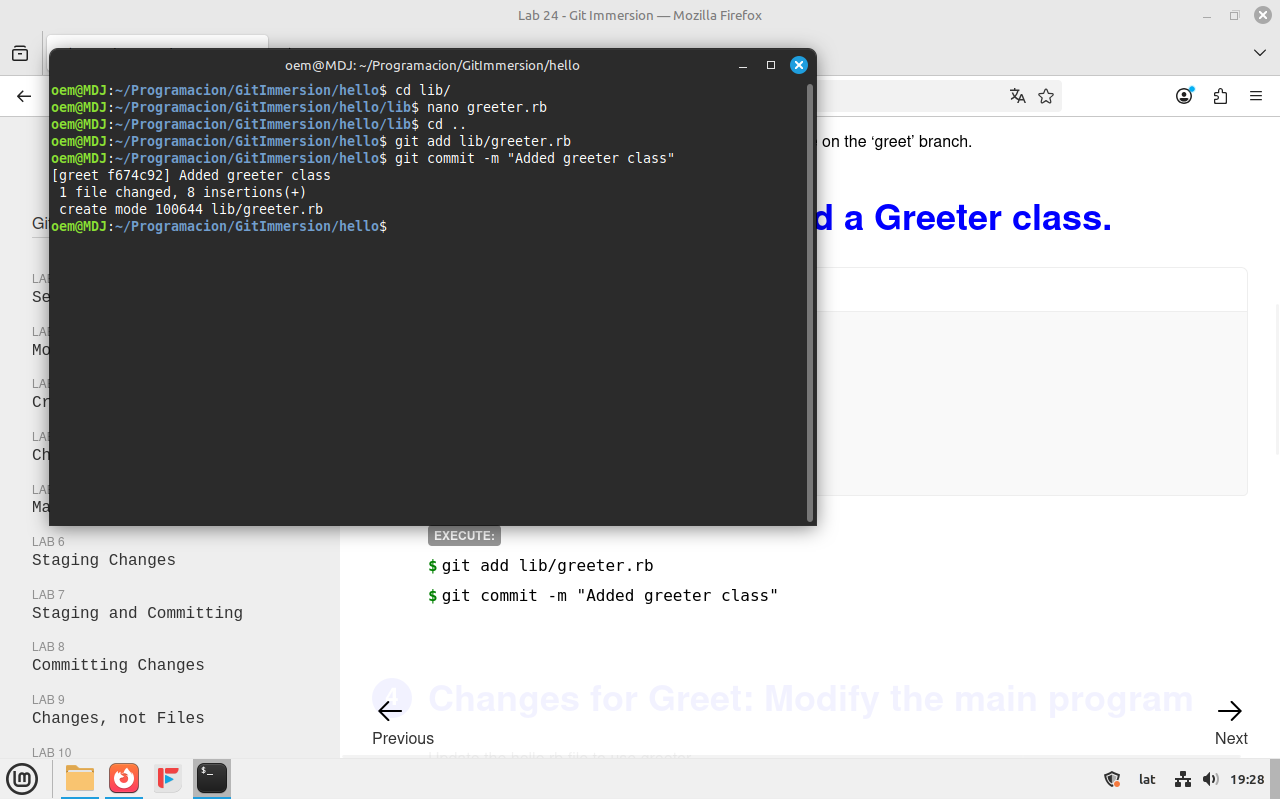 Lab 24 - Git Immersion — Mozilla Firefox
oem@MDJ: ~/Programacion/GitImmersion/hello
oem@MDJ:~/Programacion/GitImmersion/hello$ cd lib/
oem@MDJ:~/Programacion/GitImmersion/hello/lib$ nano greeter.rb
oem@MDJ:~/Programacion/GitImmersion/hello/lib$ cd ..
oem@MDJ:~/Programacion/GitImmersion/hello$ git add lib/greeter.rb
oem@MDJ:~/Programacion/GitImmersion/hello$ git commit -m "Added greeter class"
[greet f674c92] Added greeter class
1 file changed, 8 insertions(+)
create mode 100644 lib/greeter.rb
oem@MDJ:~/Programacion/GitImmersion/hello$
on the ‘greet’ branch.
d a Greeter class.
Gi
LAB
Se
LAB
Mo
LAB
Cr
LAB
Ch
LAB
Ma
LAB 6
Staging Changes
LAB 7
Staging and Committing
LAB 8
Committing Changes
LAB 9
Changes, not Files
LAB 10
EXECUTE:
$ git add lib/greeter.rb
$ git commit -m "Added greeter class"
4 Changes for Greet: Modify the main program
Previous
Next
lat
19:28